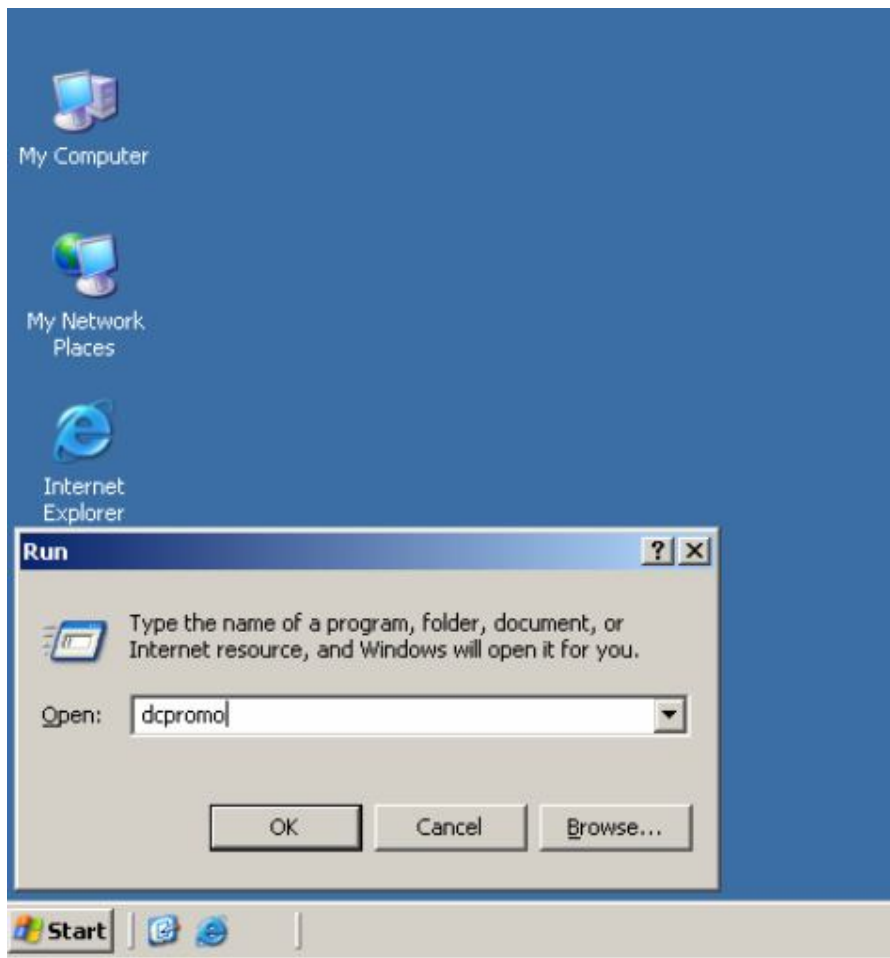 My Computer
My Network
Places
Internet
Explorer
Run
Type the name of a program, folder, document, or
Internet resource, and Windows will open it for you.
Open:
dcpromo
OK
Cancel
Browse...
Start